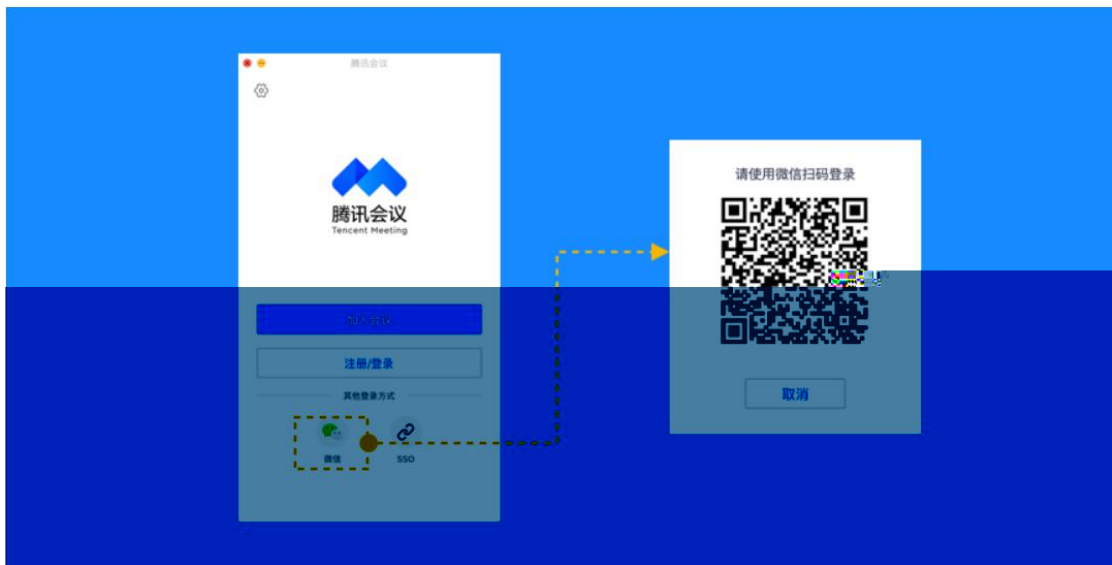 腾讯会议
腾讯会议
Tencent Meeting
加入会议
注册/登录
其他登录方式
微信
SSO
请使用微信扫码登录
取消